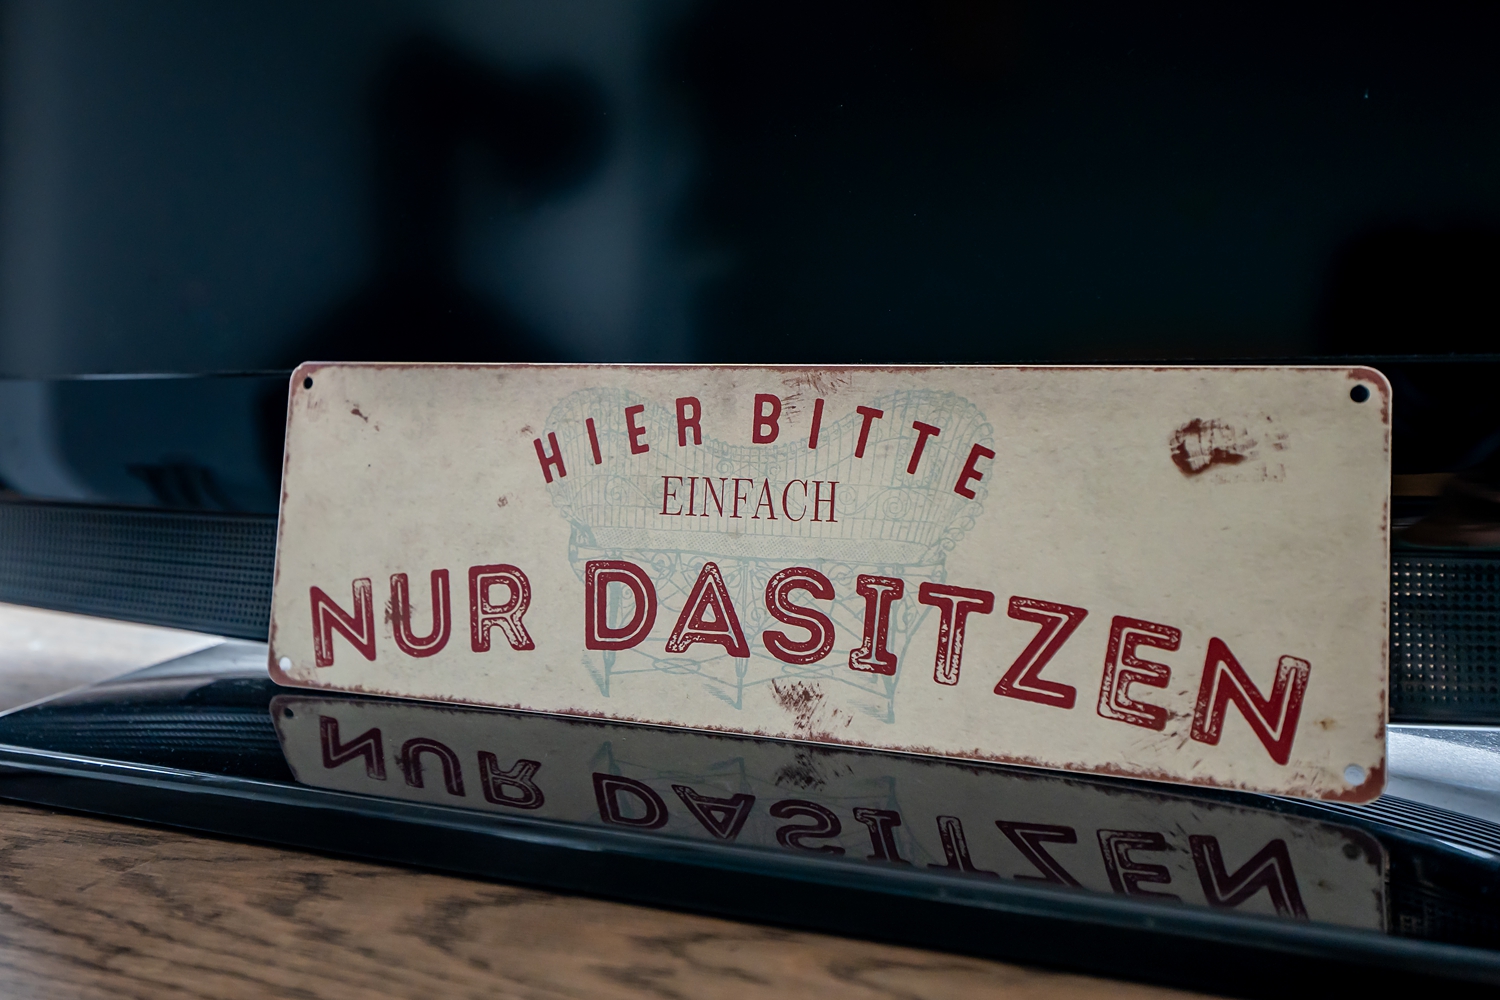 HIER BITTE
EINFACH
NUR DASITZEN